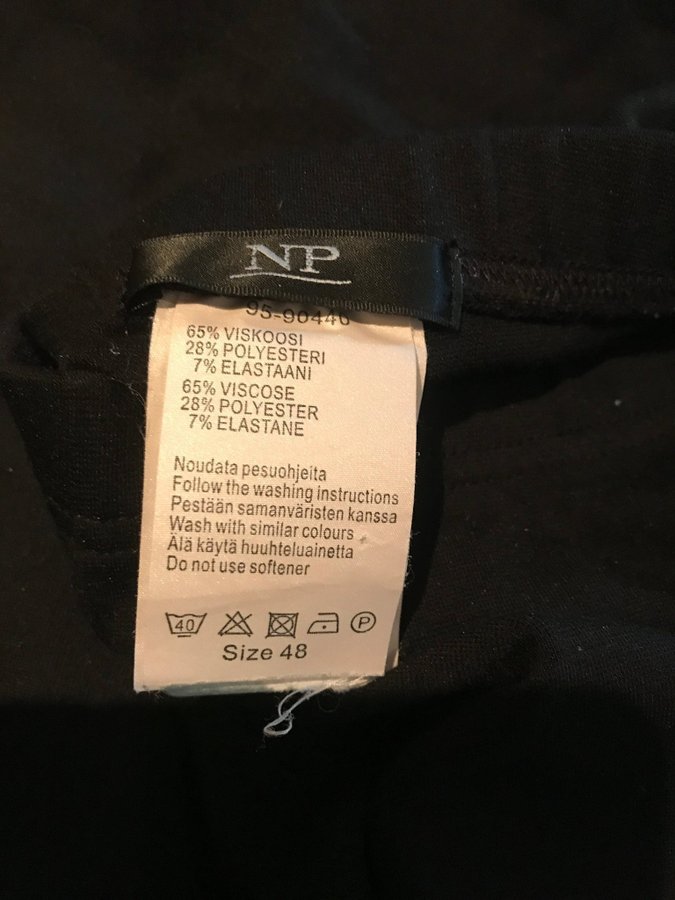 NP
95-90440
65% VISKOOSI
28% POLYESTERI
7% ELASTAANI
65% VISCOSE
28% POLYESTER
7% ELASTANE
Noudata pesuohjeita
Follow the washing instructions
Pestään samanväristen kanssa
Wash with similar colours
Älä käytä huuhteluainetta
Do not use softener
40 P
Size 48